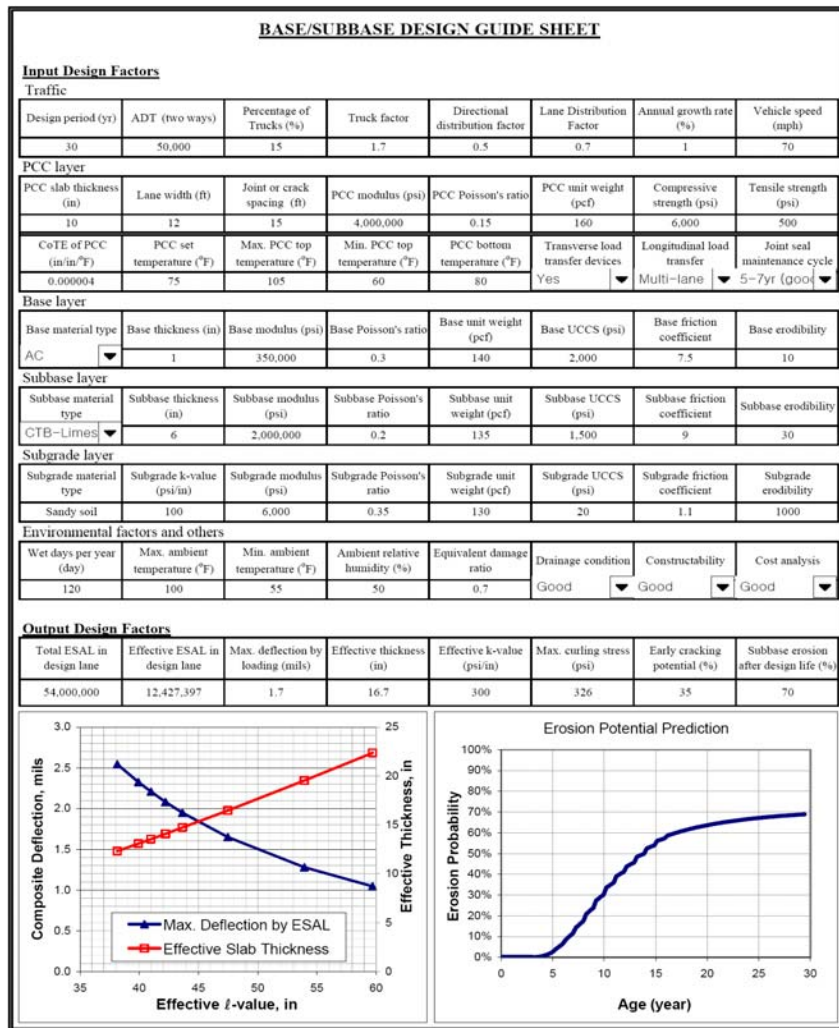 BASE/SUBBASE DESIGN GUIDE SHEET
Input Design Factors
Traffic
Design period (yr) ADT (two ways) Percentage of Trucks (%) Truck factor Directional distribution factor Lane Distribution Factor Annual growth rate (%) Vehicle speed (mph)
30 50,000 15 1.7 0.5 0.7 1 70
PCC layer
PCC slab thickness (in) Lane width (ft) Joint or crack spacing (ft) PCC modulus (psi) PCC Poisson's ratio PCC unit weight (pcf) Compressive strength (psi) Tensile strength (psi)
10 12 15 4,000,000 0.15 160 6,000 500
CoTE of PCC (in/in/°F) PCC set temperature (°F) Max. PCC top temperature (°F) Min. PCC top temperature (°F) PCC bottom temperature (°F) Transverse load transfer devices Longitudinal load transfer Joint seal maintenance cycle
0.000004 75 105 60 80 Yes Multi-lane 5-7yr (good
Base layer
Base material type Base thickness (in) Base modulus (psi) Base Poisson's ratio Base unit weight (pcf) Base UCCS (psi) Base friction coefficient Base erodibility
AC 1 350,000 0.3 140 2,000 7.5 10
Subbase layer
Subbase material type Subbase thickness (in) Subbase modulus (psi) Subbase Poisson's ratio Subbase unit weight (pcf) Subbase UCCS (psi) Subbase friction coefficient Subbase erodibility
CTB-Limes 6 2,000,000 0.2 135 1,500 9 30
Subgrade layer
Subgrade material type Subgrade k-value (psi/in) Subgrade modulus (psi) Subgrade Poisson's ratio Subgrade unit weight (pcf) Subgrade UCCS (psi) Subgrade friction coefficient Subgrade erodibility
Sandy soil 100 6,000 0.35 130 20 1.1 1000
Environmental factors and others
Wet days per year (day) Max. ambient temperature (°F) Min. ambient temperature (°F) Ambient relative humidity (%) Equivalent damage ratio Drainage condition Constructability Cost analysis
120 100 55 50 0.7 Good Good Good
Output Design Factors
Total ESAL in design lane Effective ESAL in design lane Max. deflection by loading (mils) Effective thickness (in) Effective k-value (psi/in) Max. curling stress (psi) Early cracking potential (%) Subbase erosion after design life (%)
54,000,000 12,427,397 1.7 16.7 300 326 35 70
Composite Deflection, mils
3.0
2.5
2.0
1.5
1.0
0.5
0.0
25
20
15
10
5
0
Effective Thickness, in
Max. Deflection by ESAL
Effective Slab Thickness
35 40 45 50 55 60
Effective ℓ-value, in
Erosion Potential Prediction
Erosion Probability
100%
90%
80%
70%
60%
50%
40%
30%
20%
10%
0%
0 5 10 15 20 25 30
Age (year)